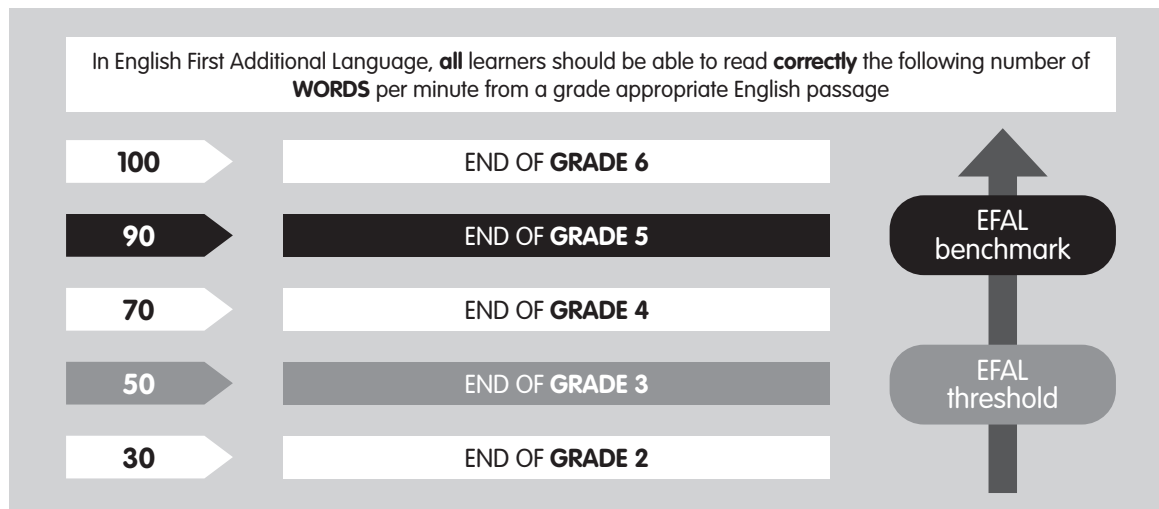 In English First Additional Language, all learners should be able to read correctly the following number of
WORDS per minute from a grade appropriate English passage
100
END OF GRADE 6
90
END OF GRADE 5
EFAL
benchmark
70
END OF GRADE 4
50
END OF GRADE 3
EFAL
threshold
30
END OF GRADE 2